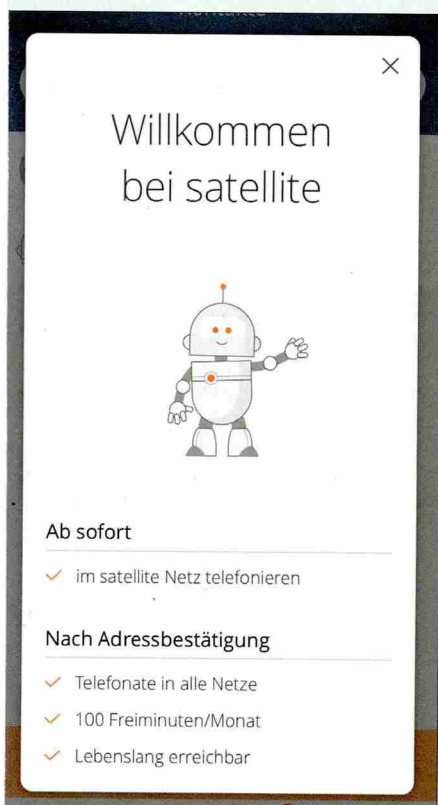 Willkommen
bei satellite
Ab sofort
im satellite Netz telefonieren
Nach Adressbestätigung
Telefonate in alle Netze
100 Freiminuten/Monat
Lebenslang erreichbar